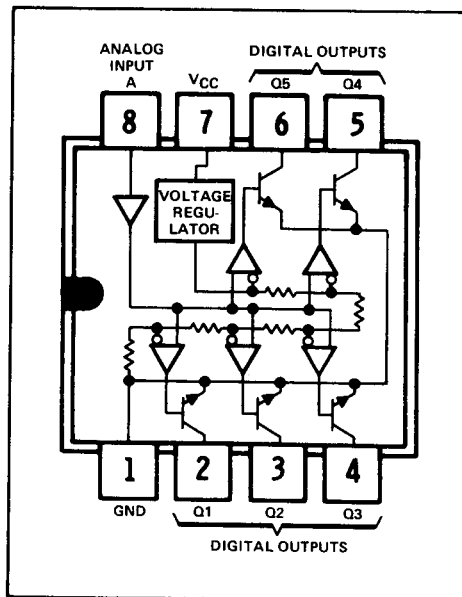 ANALOG
INPUT
A
VCC
DIGITAL OUTPUTS
Q5 Q4
8 7 6 5
VOLTAGE
REGU-
LATOR
1 2 3 4
GND Q1 Q2 Q3
DIGITAL OUTPUTS